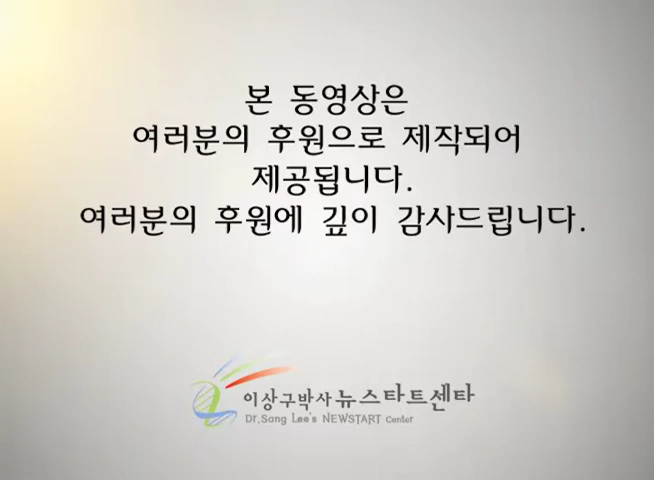 본 동영상은
여러분의 후원으로 제작되어
제공됩니다.
여러분의 후원에 깊이 감사드립니다.
이상구박사뉴스타트센타
Dr.Sang Lee's NEWSTART Center